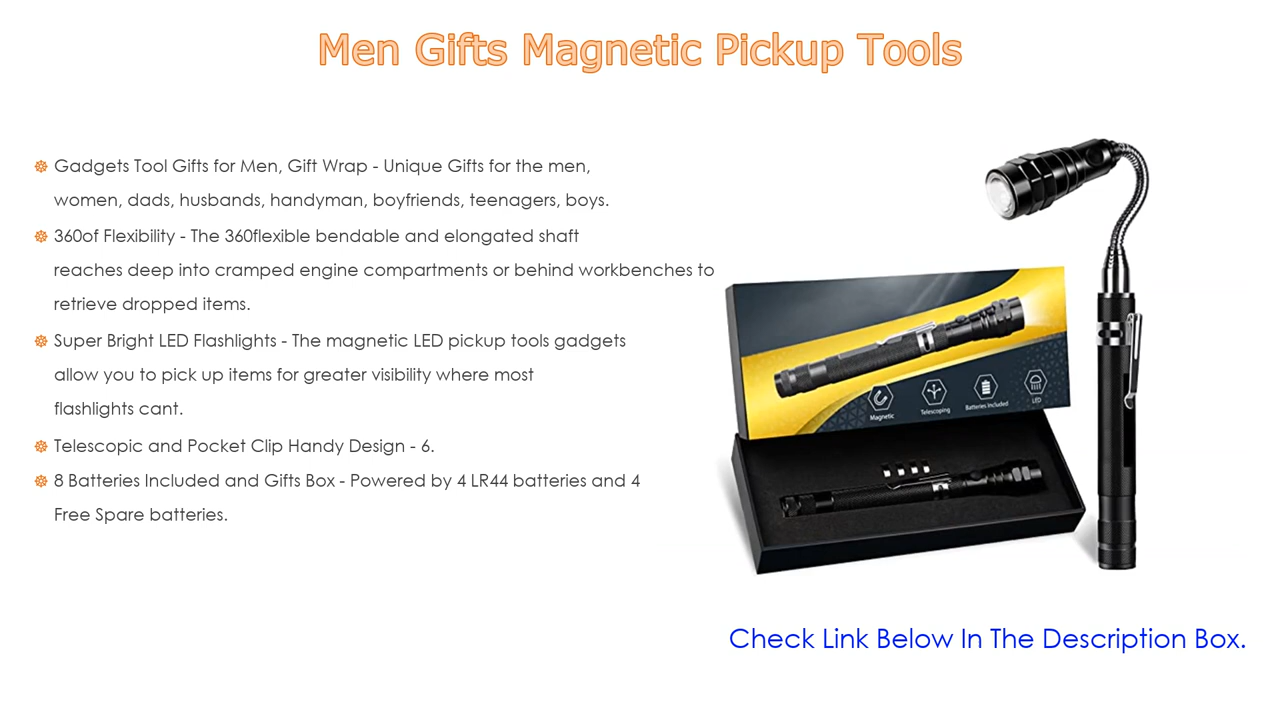 Men Gifts Magnetic Pickup Tools
Gadgets Tool Gifts for Men, Gift Wrap - Unique Gifts for the men,
women, dads, husbands, handyman, boyfriends, teenagers, boys.
360of Flexibility - The 360flexible bendable and elongated shaft
reaches deep into cramped engine compartments or behind workbenches to
retrieve dropped items.
Super Bright LED Flashlights - The magnetic LED pickup tools gadgets
allow you to pick up items for greater visibility where most
flashlights cant.
Telescopic and Pocket Clip Handy Design - 6.
8 Batteries Included and Gifts Box - Powered by 4 LR44 batteries and 4
Free Spare batteries.
Magnetic
Telescoping
Batteries Included
LED
Check Link Below In The Description Box.